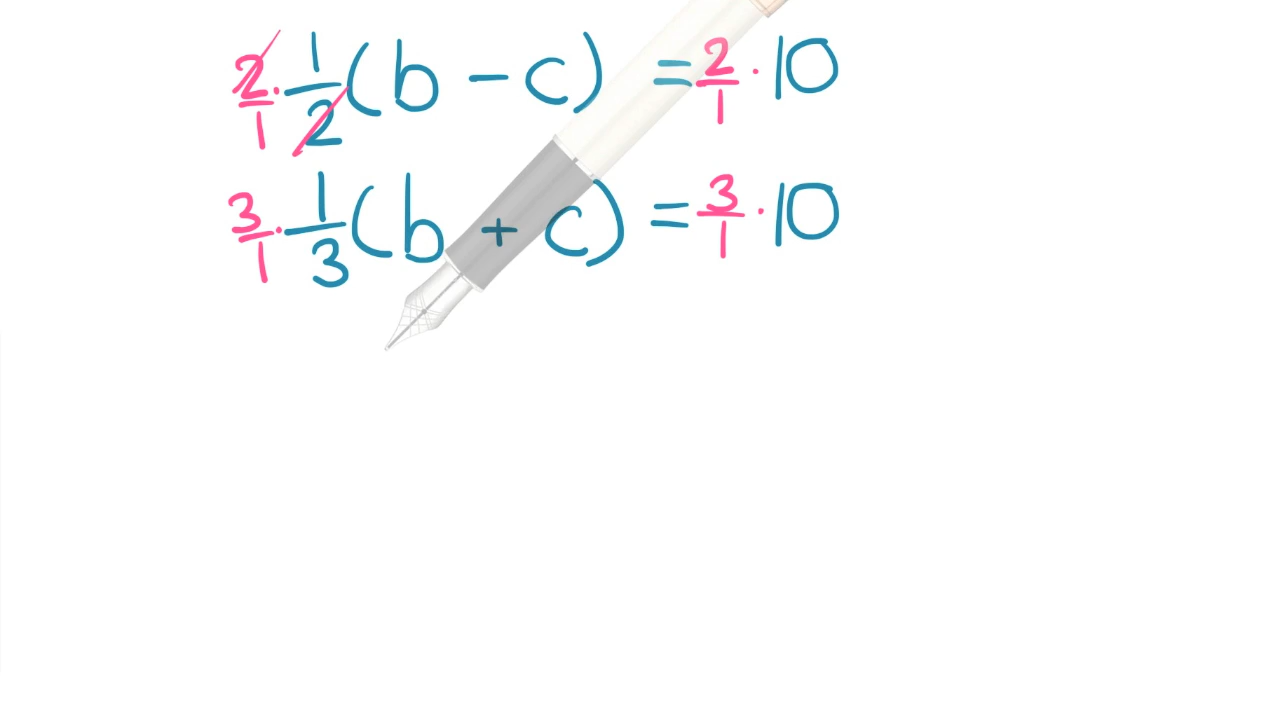 2/1 · 1/2 (b − c) = 2/1 · 10
3/1 · 1/3 (b + c) = 3/1 · 10